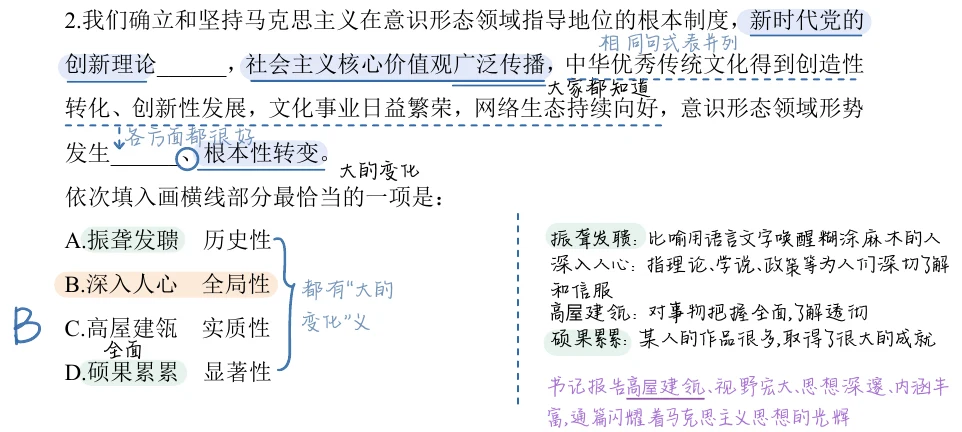 2.我们确立和坚持马克思主义在意识形态领域指导地位的根本制度，新时代党的
相同句式表并列
创新理论______，社会主义核心价值观广泛传播，中华优秀传统文化得到创造性
大家都知道
转化、创新性发展，文化事业日益繁荣，网络生态持续向好，意识形态领域形势
各方面都很好
发生______、根本性转变。
大的变化
依次填入画横线部分最恰当的一项是：
A.振聋发聩 历史性
B.深入人心 全局性
C.高屋建瓴 实质性
全面
D.硕果累累 显著性
都有“大的
变化”义
B
振聋发聩：比喻用语言文字唤醒糊涂麻木的人
深入人心：指理论、学说、政策等为人们深切了解
和信服
高屋建瓴：对事物把握全面,了解透彻
硕果累累：某人的作品很多,取得了很大的成就
书记报告高屋建瓴、视野宏大、思想深邃、内涵丰
富,通篇闪耀着马克思主义思想的光辉